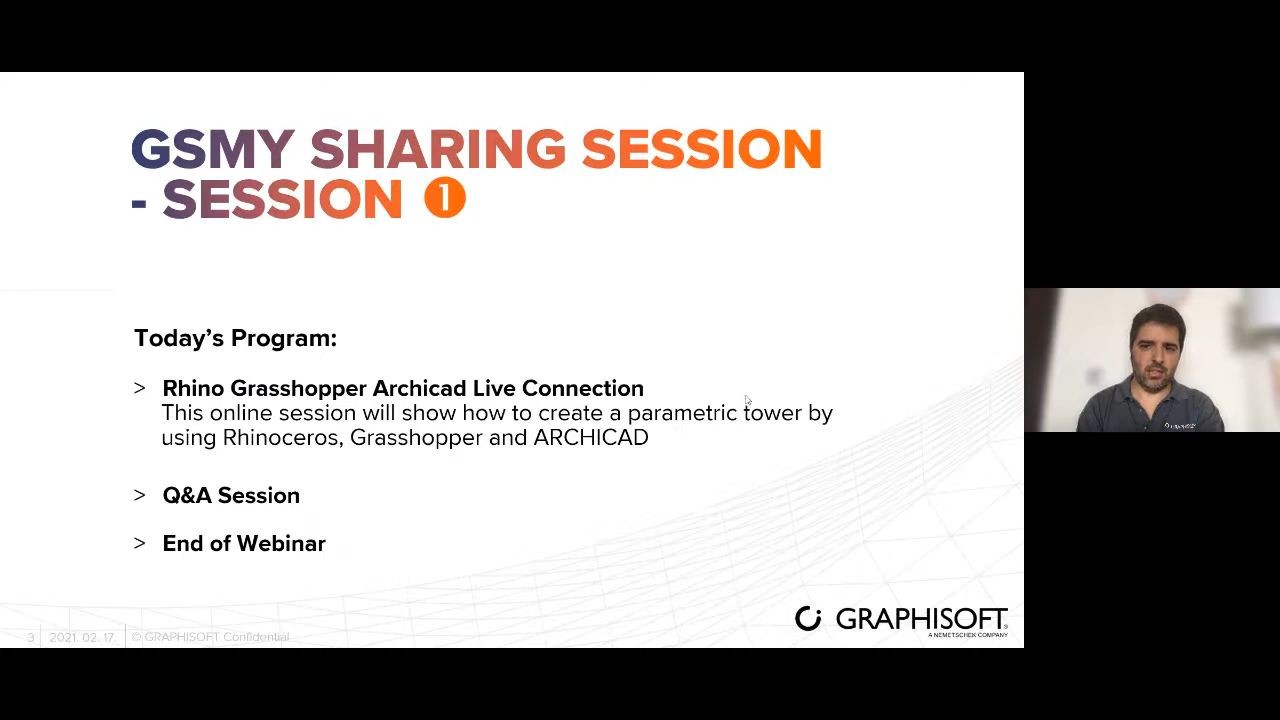 GSMY SHARING SESSION
- SESSION ❶
Today’s Program:
> Rhino Grasshopper Archicad Live Connection
This online session will show how to create a parametric tower by
using Rhinoceros, Grasshopper and ARCHICAD
> Q&A Session
> End of Webinar
GRAPHISOFT®
A NEMETSCHEK COMPANY
3 2021. 02. 17. © GRAPHISOFT Confidential
GRAPHISOFT